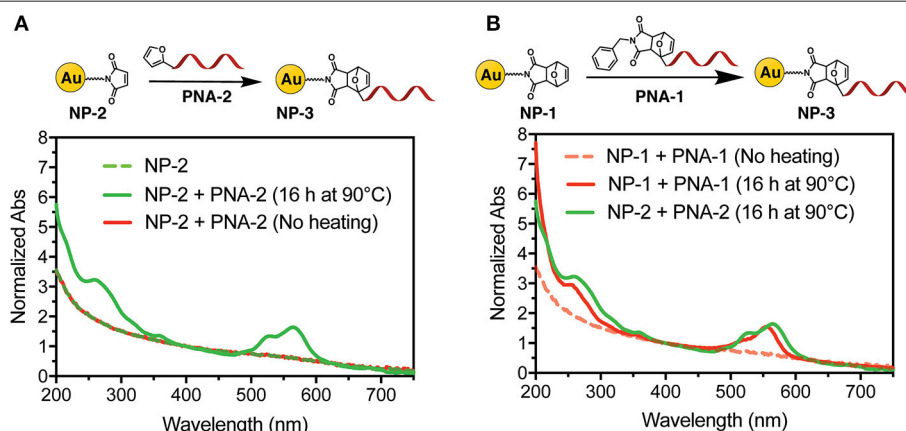 A
Au
N
O
O
NP-2
O
PNA-2
Au
N
O
O
O
NP-3
Normalized Abs
8
7
6
5
4
3
2
1
0
NP-2
NP-2 + PNA-2 (16 h at 90°C)
NP-2 + PNA-2 (No heating)
200 300 400 500 600 700
Wavelength (nm)
B
Au
N
O
O
O
NP-1
N
O
O
O
PNA-1
Au
N
O
O
O
NP-3
Normalized Abs
8
7
6
5
4
3
2
1
0
NP-1 + PNA-1 (No heating)
NP-1 + PNA-1 (16 h at 90°C)
NP-2 + PNA-2 (16 h at 90°C)
200 300 400 500 600 700
Wavelength (nm)